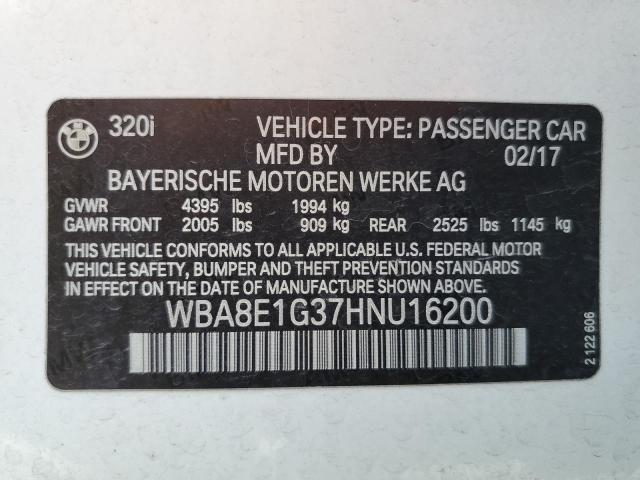 320i VEHICLE TYPE: PASSENGER CAR
MFD BY 02/17
BAYERISCHE MOTOREN WERKE AG
GVWR 4395 lbs 1994 kg
GAWR FRONT 2005 lbs 909 kg REAR 2525 lbs 1145 kg
THIS VEHICLE CONFORMS TO ALL APPLICABLE U.S. FEDERAL MOTOR
VEHICLE SAFETY, BUMPER AND THEFT PREVENTION STANDARDS
IN EFFECT ON THE DATE OF MANUFACTURE SHOWN ABOVE.
WBA8E1G37HNU16200
2 122 606